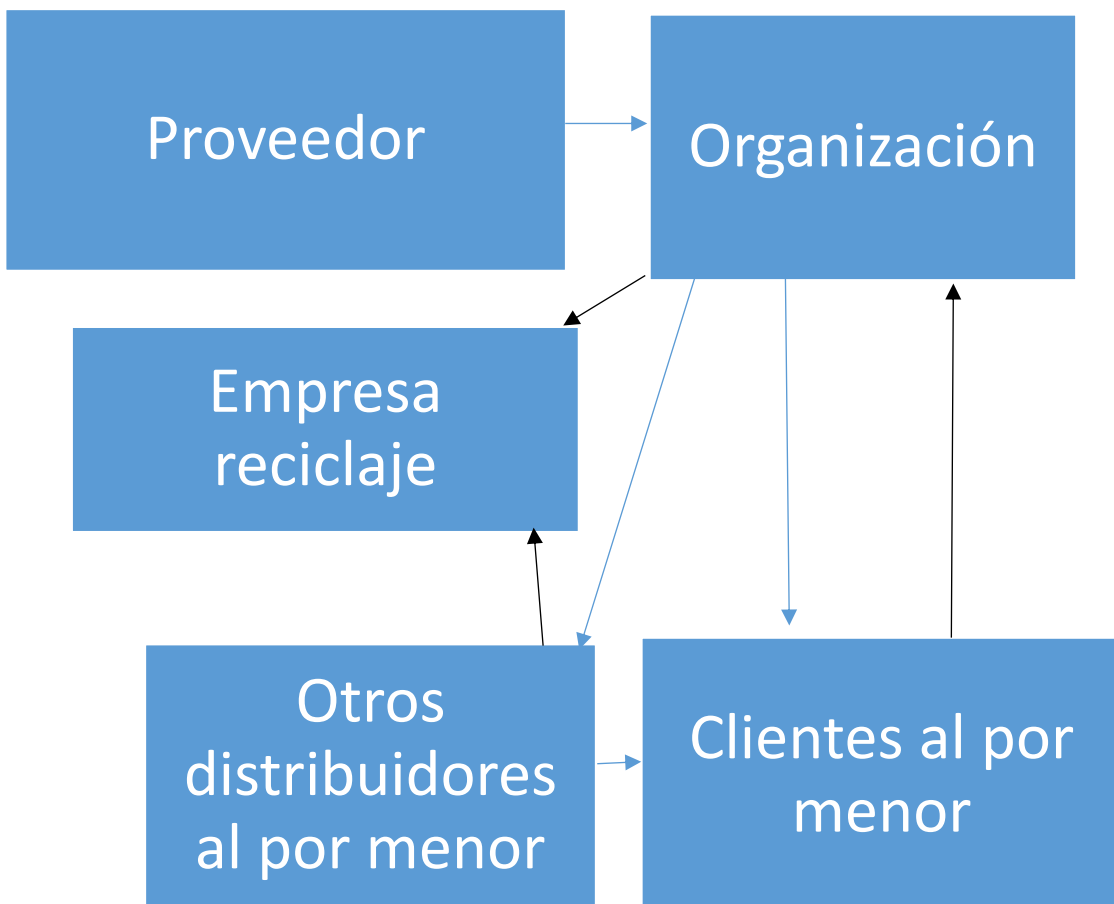 Proveedor
Organización
Empresa
reciclaje
Otros
distribuidores
al por menor
Clientes al por
menor